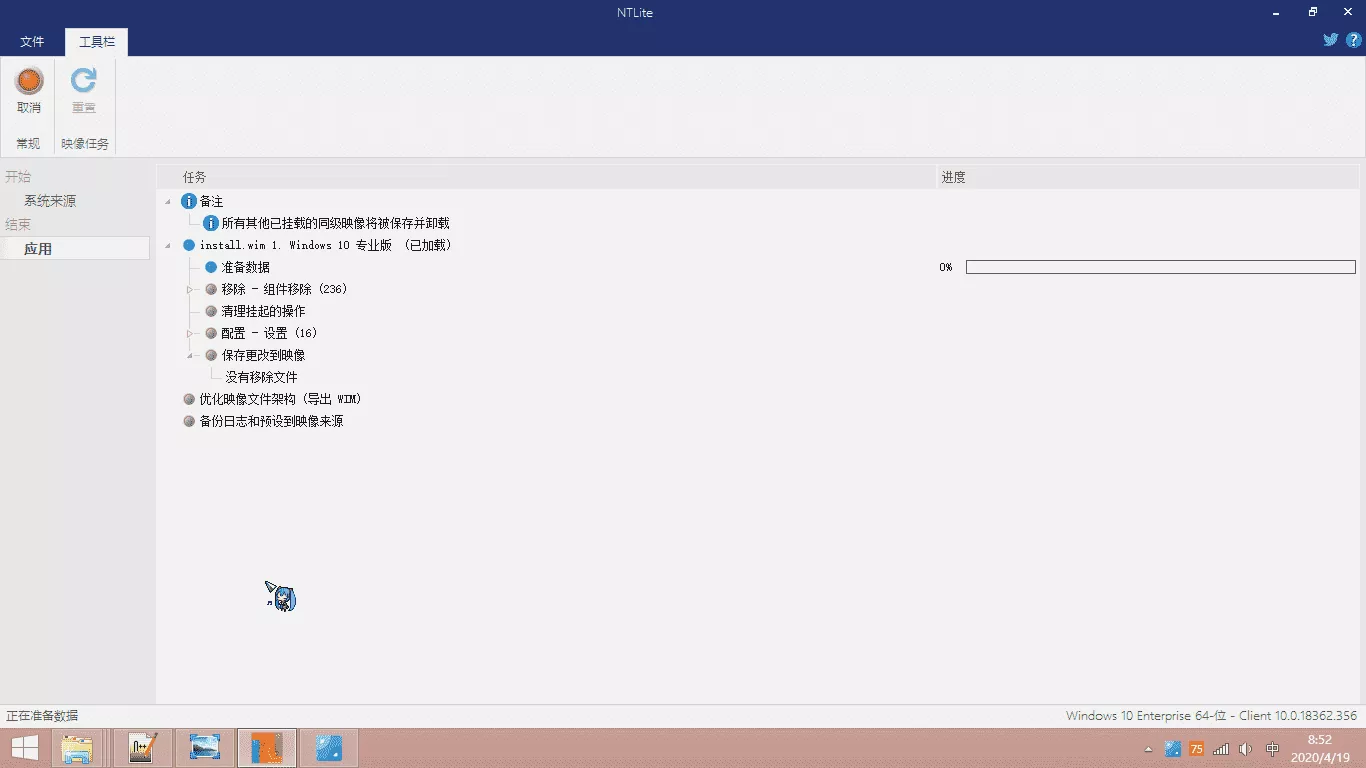 NTLite
文件 工具栏
取消 重置
常规 映像任务
开始
系统来源
结束
应用
任务 进度
备注
所有其他已挂载的同级映像将被保存并卸载
install.wim 1. Windows 10 专业版 （已加载）
准备数据 0%
移除 - 组件移除 (236)
清理挂起的操作
配置 - 设置 (16)
保存更改到映像
没有移除文件
优化映像文件架构 (导出 WIM)
备份日志和预设到映像来源
正在准备数据 Windows 10 Enterprise 64-位 - Client 10.0.18362.356
n++ 75 中 8:52
2020/4/19